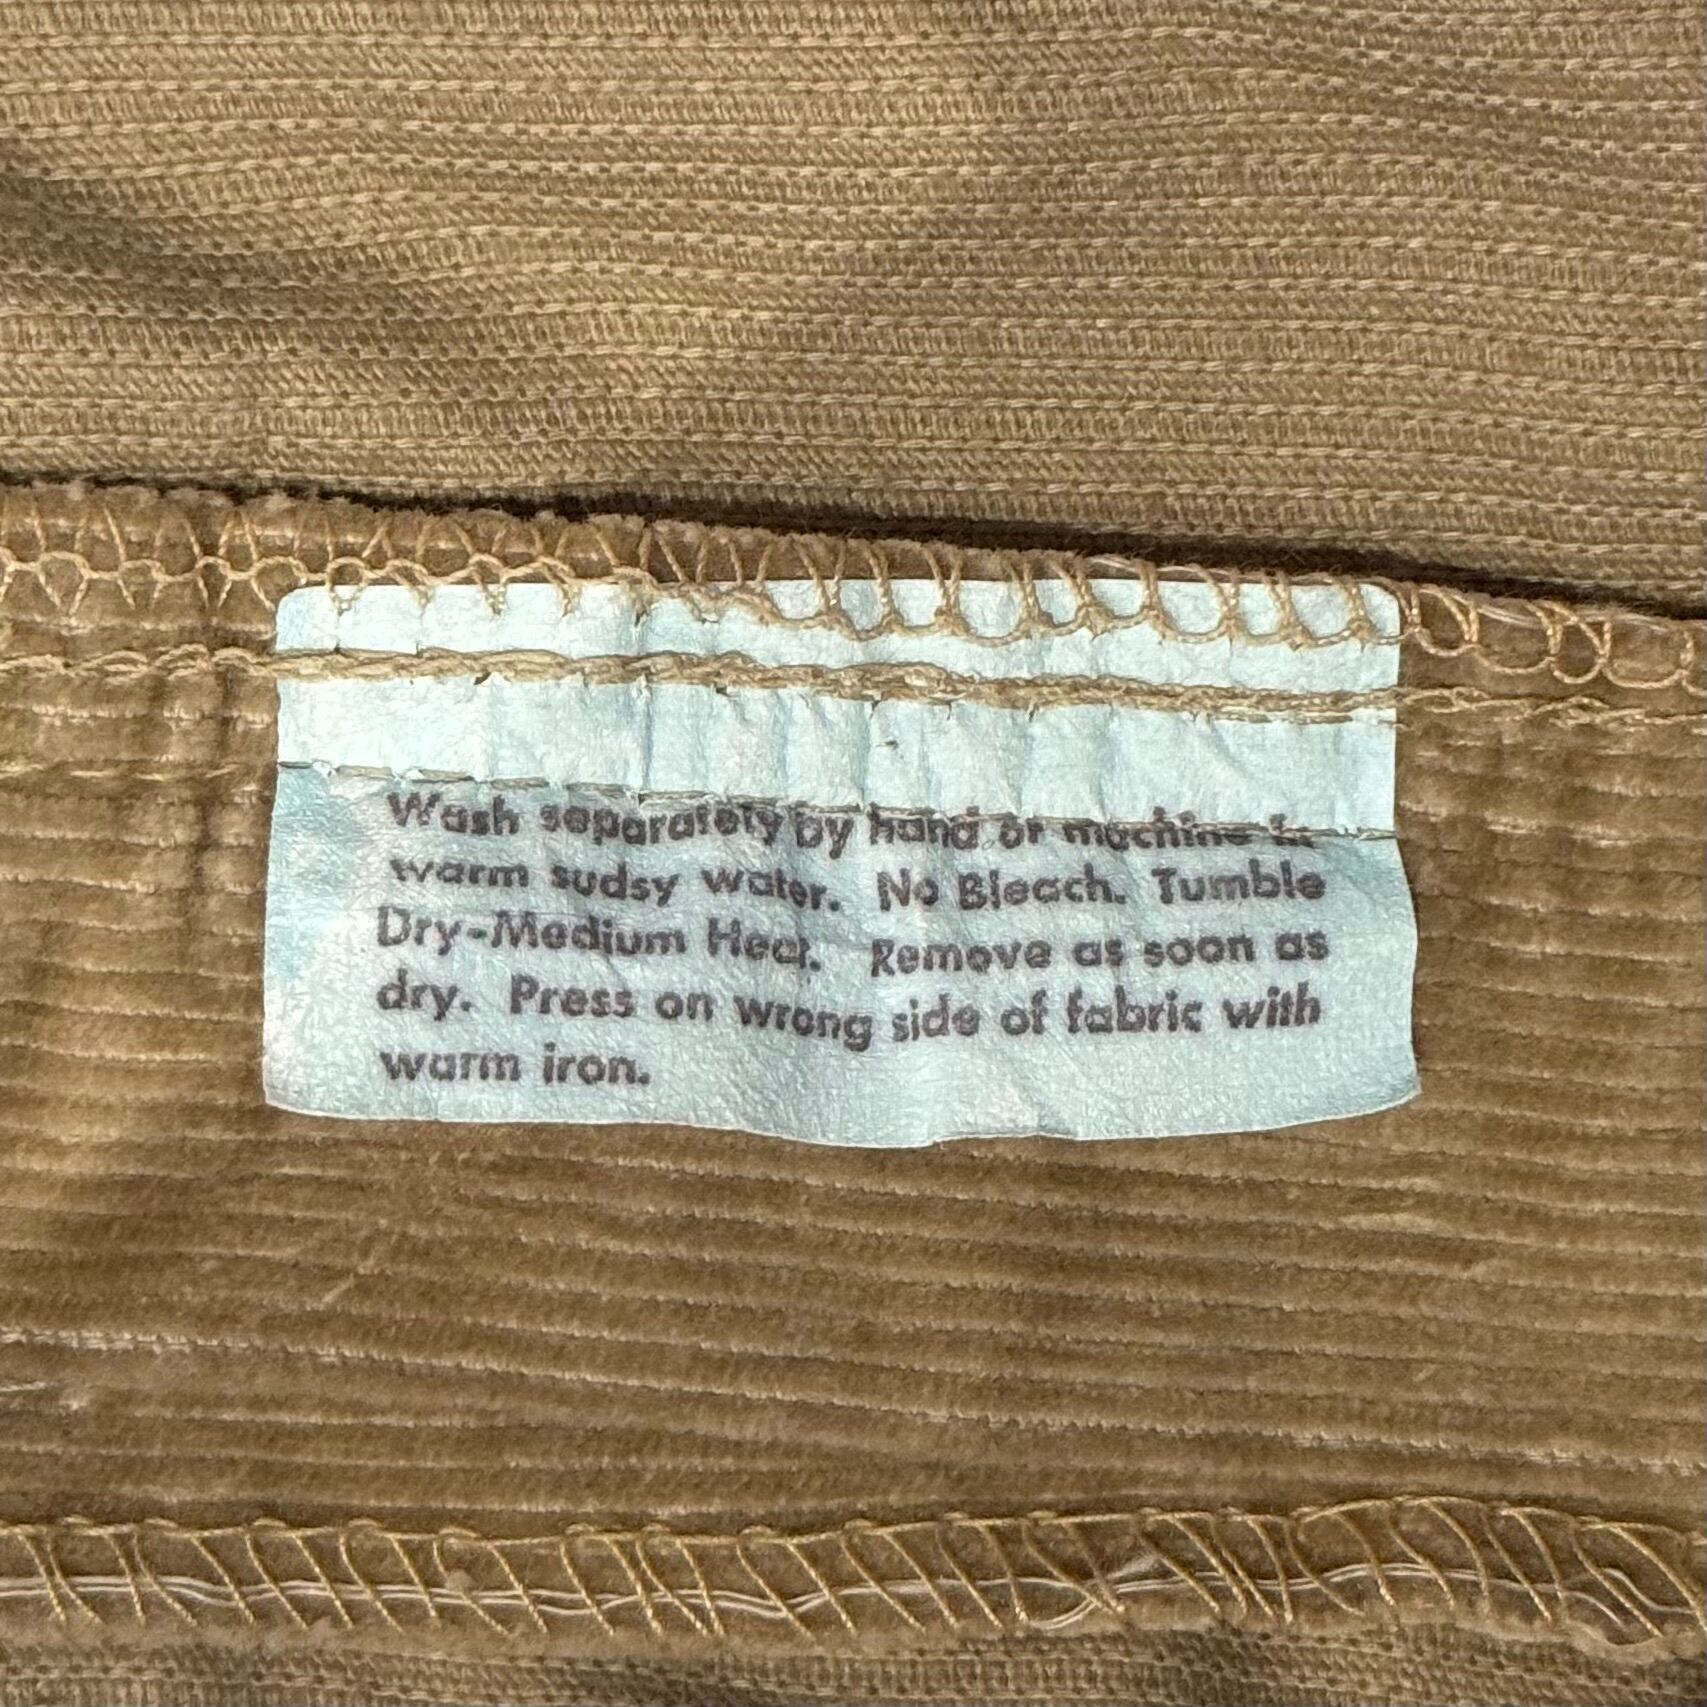 Wash separately by hand or machine in
warm sudsy water. No Bleach. Tumble
Dry-Medium Heat. Remove as soon as
dry. Press on wrong side of fabric with
warm iron.